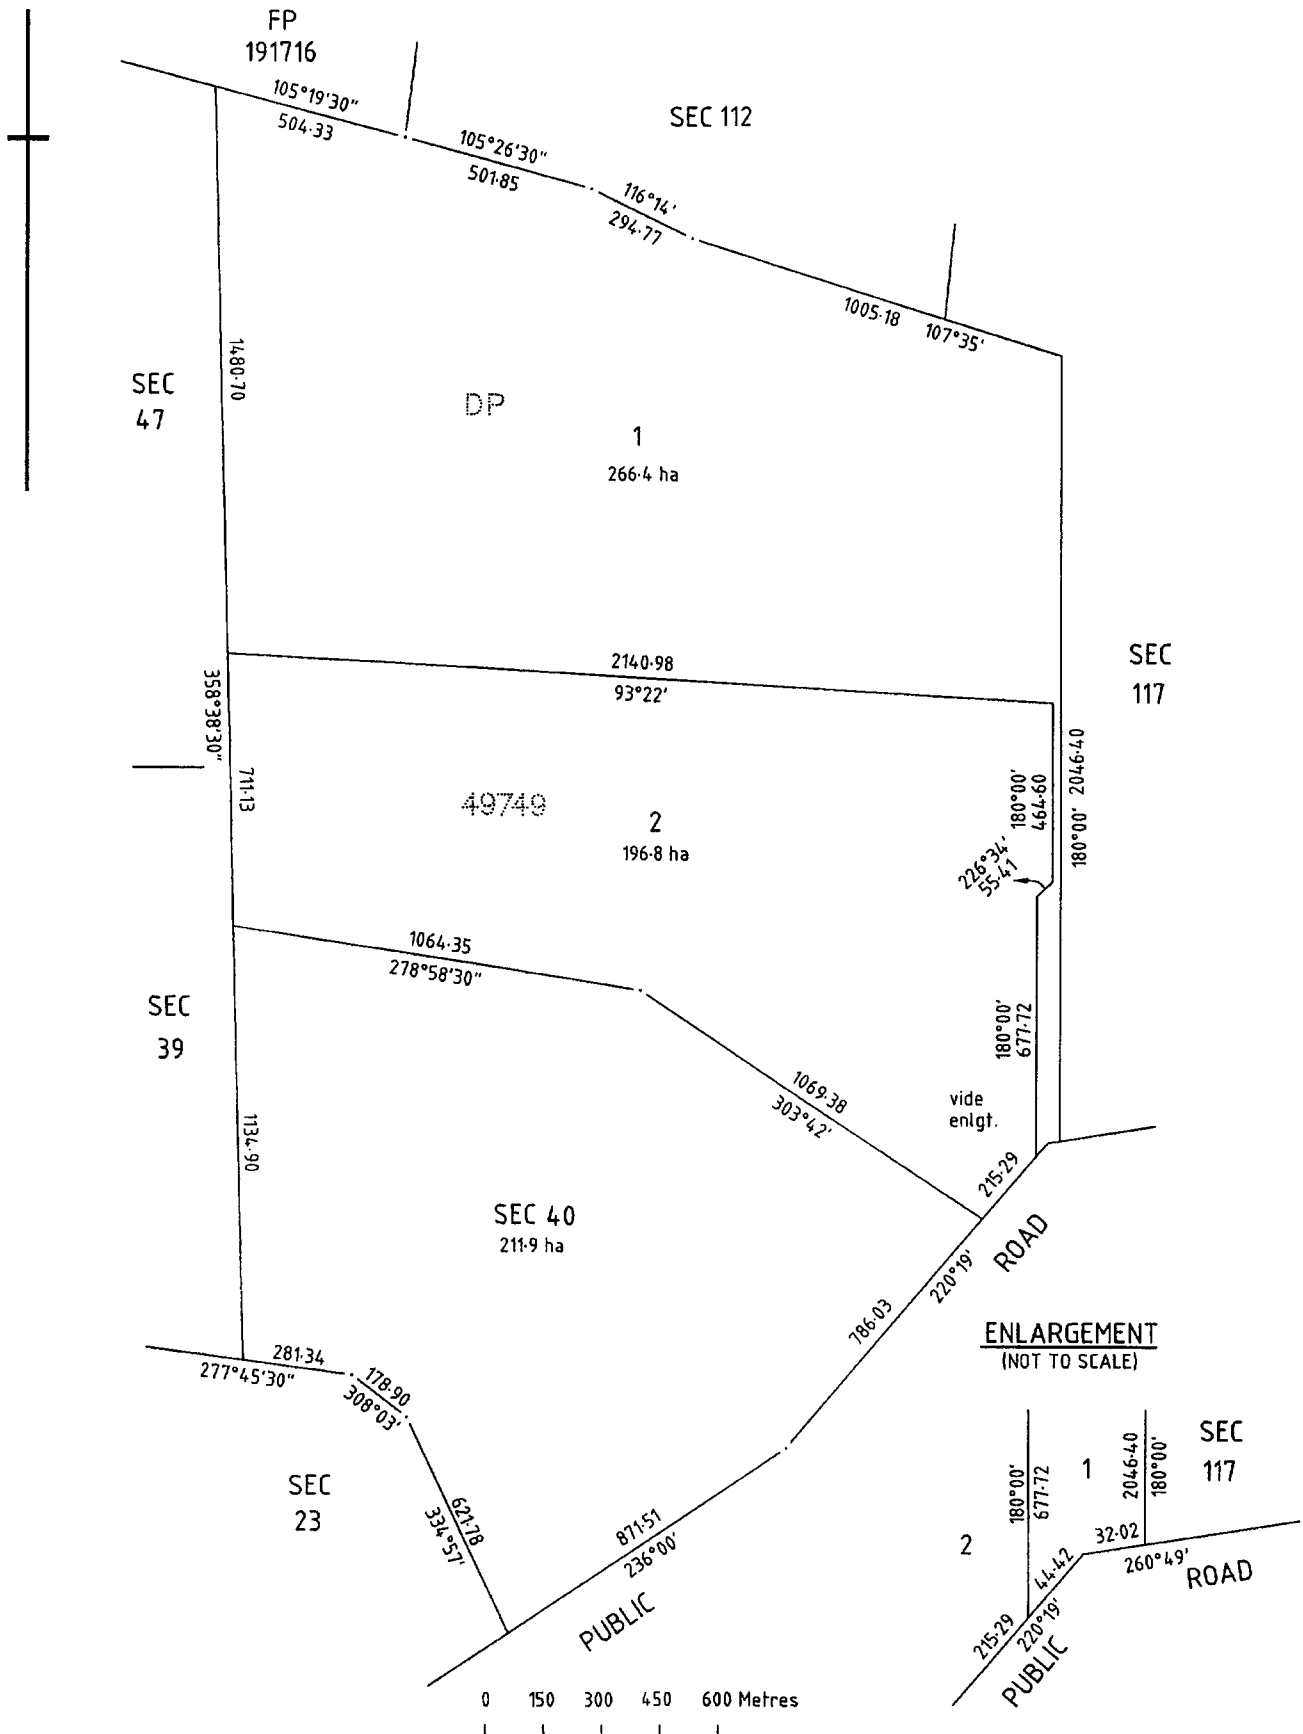 FP
191716
105°19'30"
504·33
SEC 112
105°26'30"
501·85
116°14'
294·77
1005·18
107°35'
1480·70
SEC
47
DP
1
266·4 ha
2140·98
93°22'
SEC
117
358°38'30"
711·13
49749
2
196·8 ha
180°00'
464·60
180°00' 2046·40
226°34'
55·41
1064·35
278°58'30"
SEC
39
180°00'
677·72
1069·38
303°42'
vide
enlgt.
1134·90
215·29
SEC 40
211·9 ha
ROAD
220°19'
786·03
281·34
277°45'30"
178·90
308°03'
ENLARGEMENT
(NOT TO SCALE)
SEC
23
621·78
334°57'
871·51
236°00'
PUBLIC
180°00'
677·72
1
2046·40
180°00'
SEC
117
2
32·02
260°49'
ROAD
44·42
215·29
220°19'
PUBLIC
0 150 300 450 600 Metres